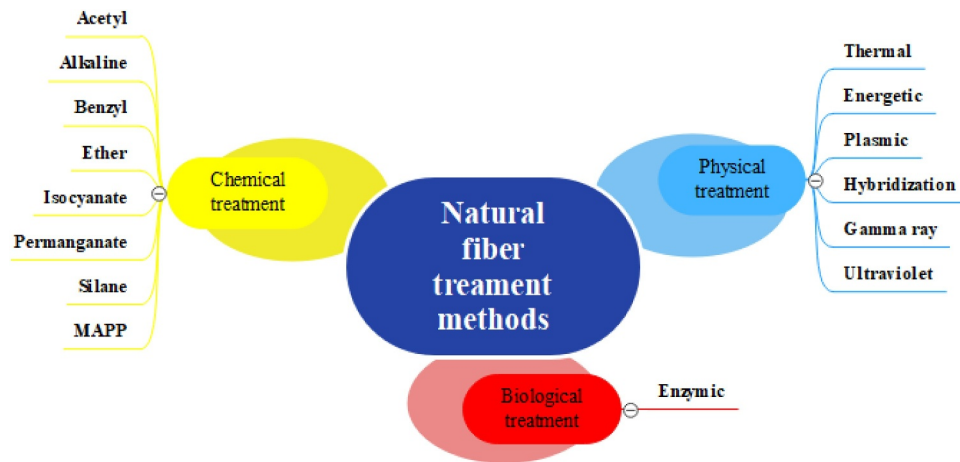 Acetyl
Alkaline
Benzyl
Ether
Isocyanate
Permanganate
Silane
MAPP
Chemical
treatment
Natural
fiber
treament
methods
Physical
treatment
Thermal
Energetic
Plasmic
Hybridization
Gamma ray
Ultraviolet
Biological
treatment
Enzymic